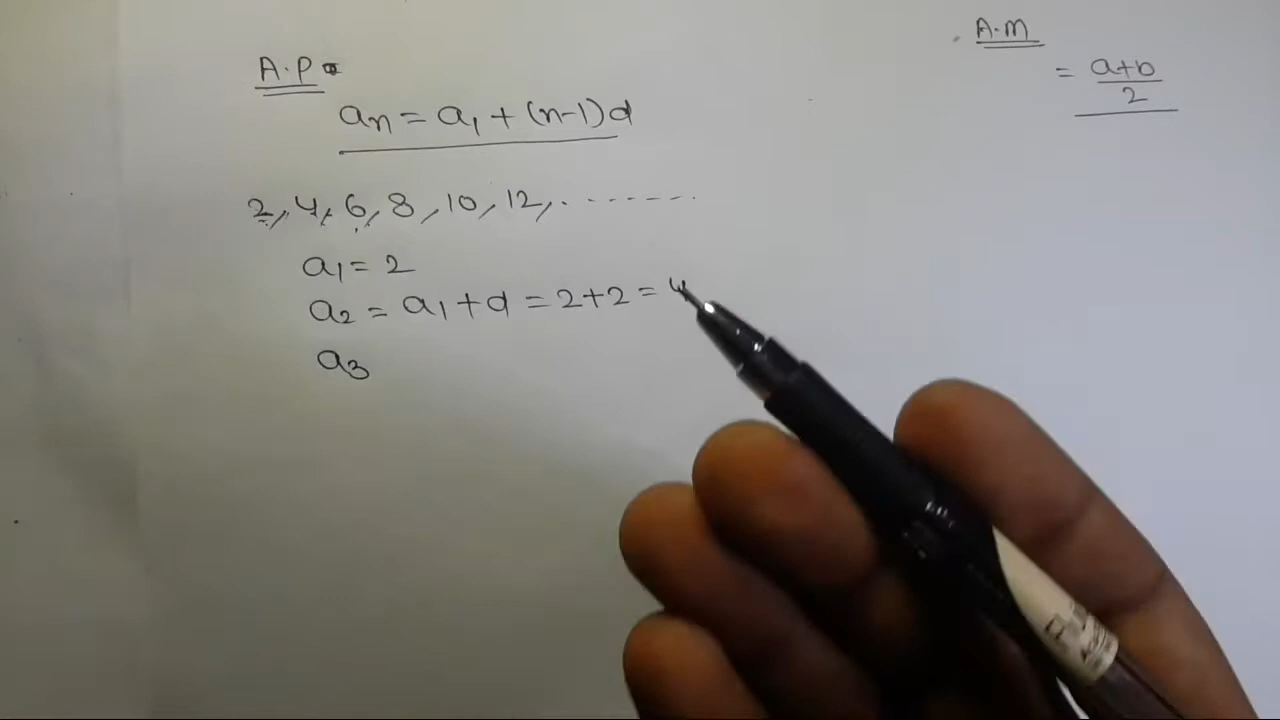 A.P
aₙ = a₁ + (n-1)d
2, 4, 6, 8, 10, 12, .........
a₁ = 2
a₂ = a₁ + d = 2+2 = 4
a₃
A.M
= a+b
2